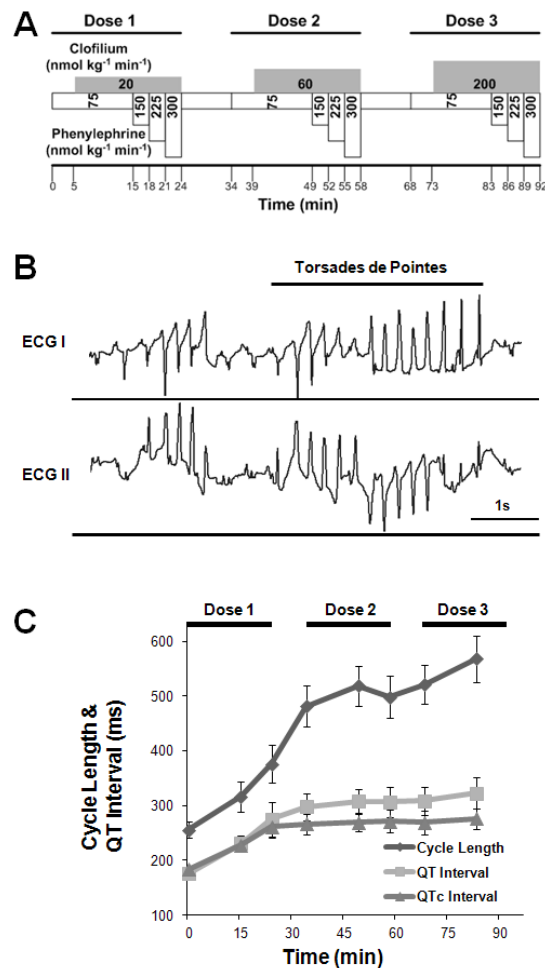 A
Dose 1 Dose 2 Dose 3
Clofilium
(nmol kg⁻¹ min⁻¹)
20 60 200
75 150 225 300 75 150 225 300 75 150 225 300
Phenylephrine
(nmol kg⁻¹ min⁻¹)
0 5 15 18 21 24 34 39 49 52 55 58 68 73 83 86 89 92
Time (min)
B
Torsades de Pointes
ECG I
ECG II
1s
C
Dose 1 Dose 2 Dose 3
Cycle Length &
QT Interval (ms)
600
500
400
300
200
100
Cycle Length
QT Interval
QTc Interval
0 15 30 45 60 75 90
Time (min)